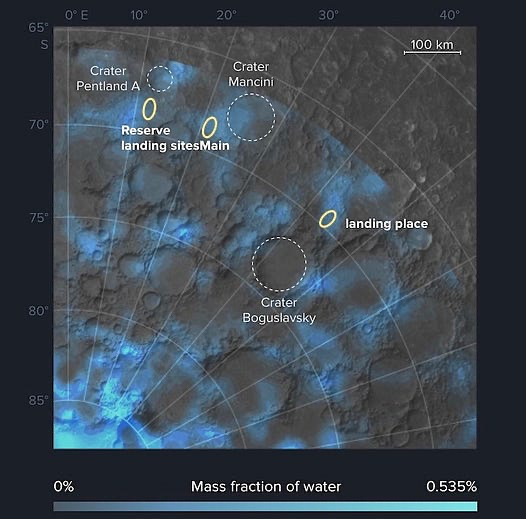 0° E 10° 20° 30° 40°
65°
S
100 km
Crater
Pentland A
Crater
Mancini
Reserve
landing sitesMain
70°
75°
landing place
Crater
Boguslavsky
80°
85°
0% Mass fraction of water 0.535%